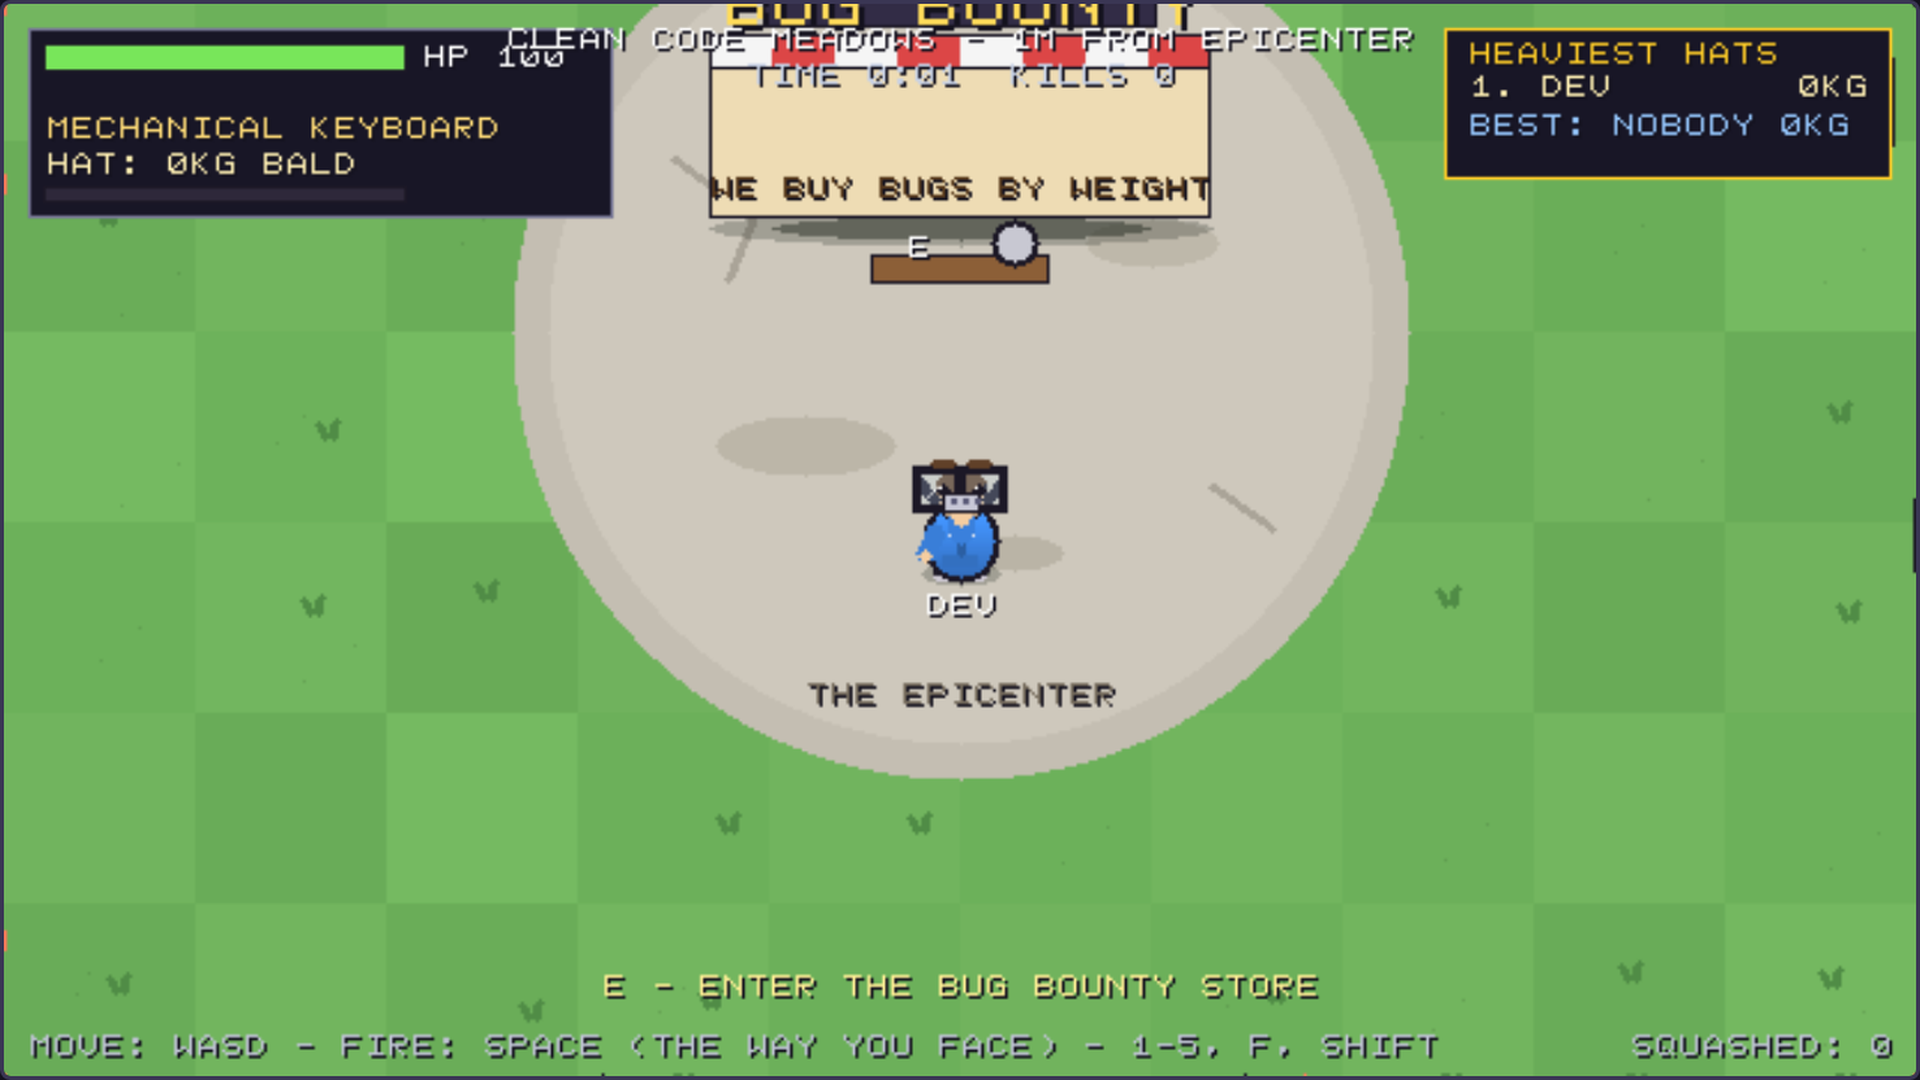 BUG BOUNTY
CLEAN CODE MEADOWS - 1M FROM EPICENTER
TIME 0:01 KILLS 0
HP 100
MECHANICAL KEYBOARD
HAT: 0KG BALD
HEAVIEST HATS
1. DEV 0KG
BEST: NOBODY 0KG
WE BUY BUGS BY WEIGHT
E
DEV
THE EPICENTER
E - ENTER THE BUG BOUNTY STORE
MOVE: WASD - FIRE: SPACE (THE WAY YOU FACE) - 1-5, F, SHIFT
SQUASHED: 0